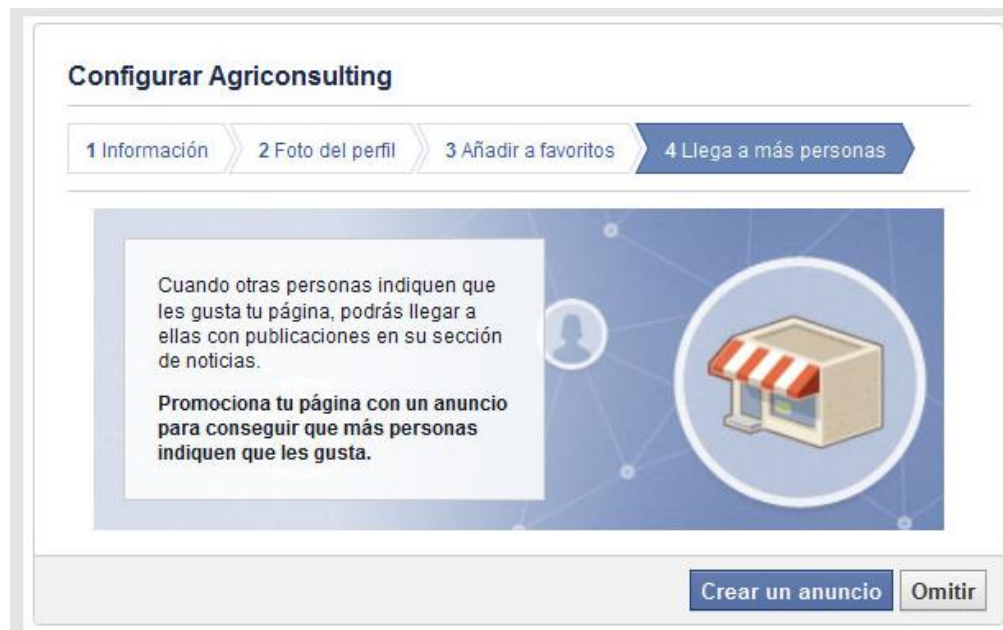 Configurar Agriconsulting
1 Información 2 Foto del perfil 3 Añadir a favoritos 4 Llega a más personas
Cuando otras personas indiquen que
les gusta tu página, podrás llegar a
ellas con publicaciones en su sección
de noticias.
Promociona tu página con un anuncio
para conseguir que más personas
indiquen que les gusta.
Crear un anuncio Omitir